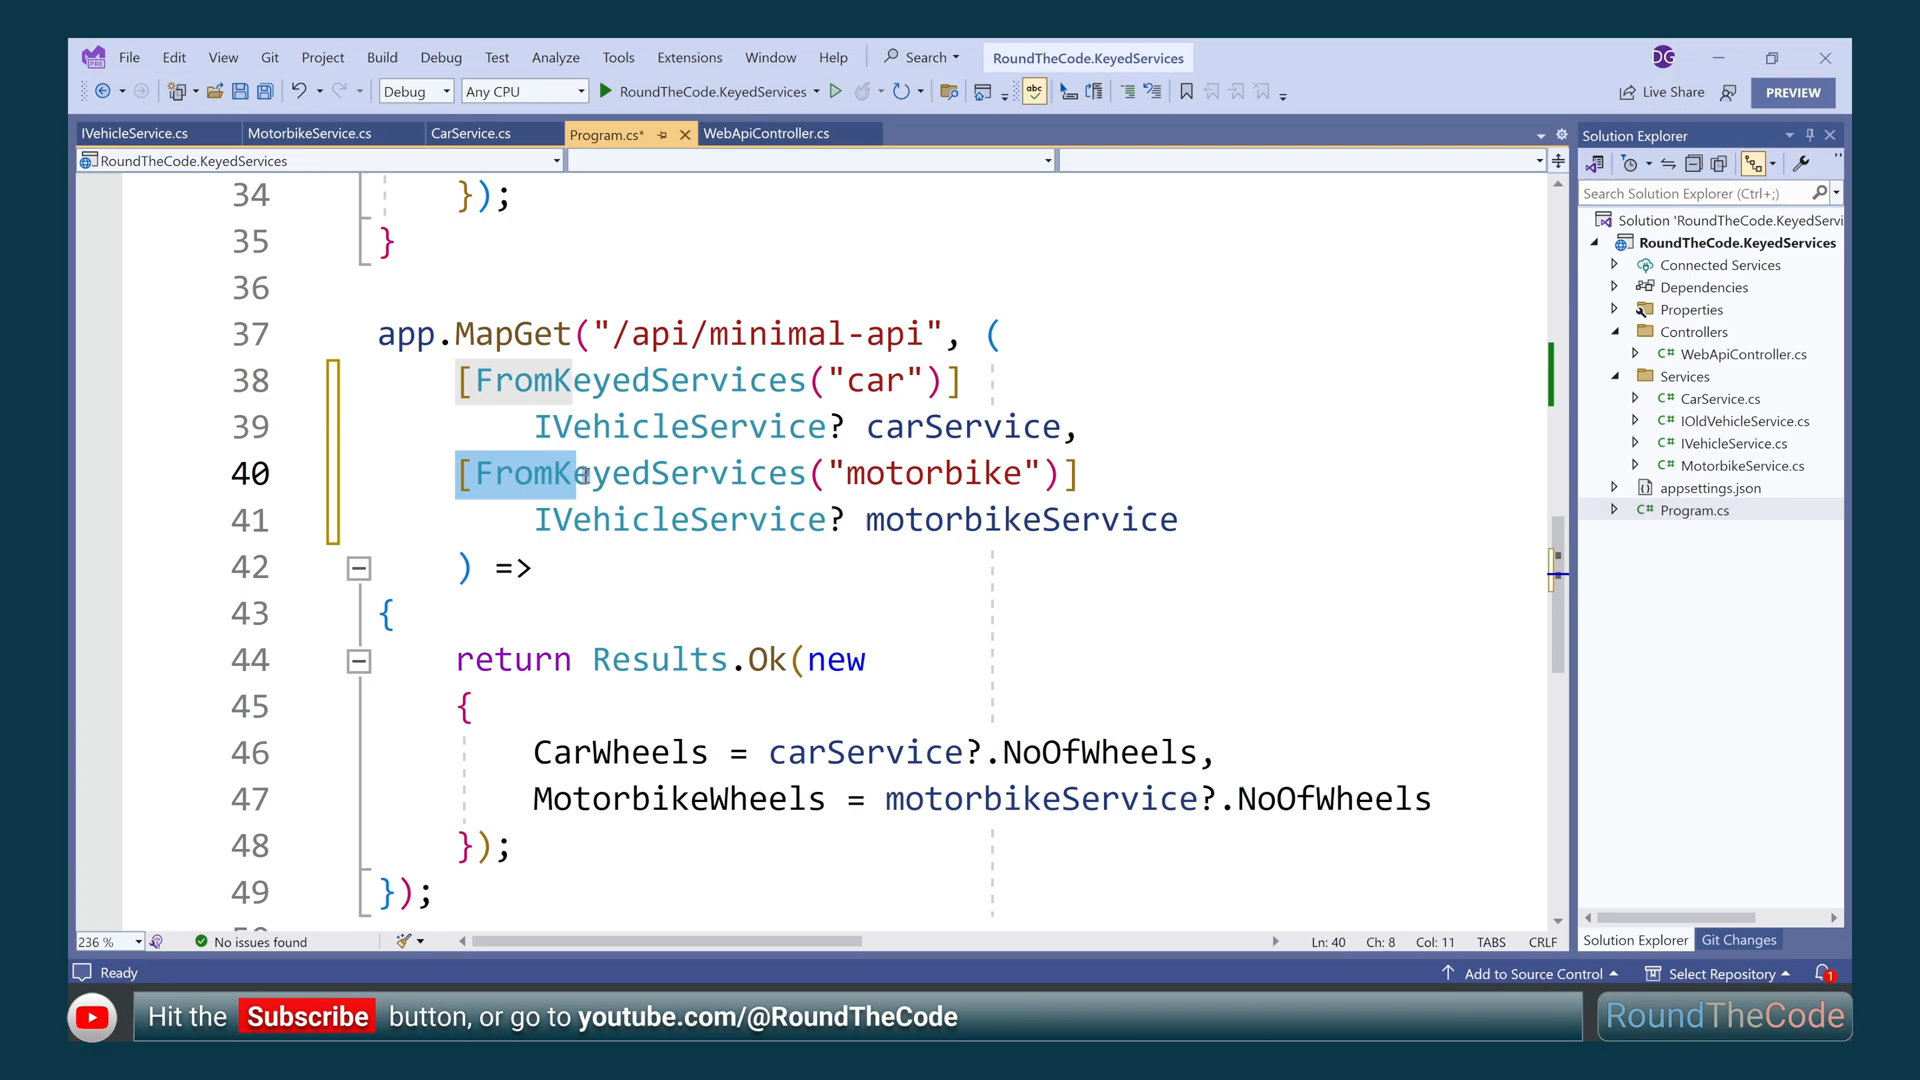 File Edit View Git Project Build Debug Test Analyze Tools Extensions Window Help Search RoundTheCode.KeyedServices DG
Debug Any CPU RoundTheCode.KeyedServices abc Live Share PREVIEW
IVehicleService.cs MotorbikeService.cs CarService.cs Program.cs* WebApiController.cs
RoundTheCode.KeyedServices
34 });
35 }
36
37 app.MapGet("/api/minimal-api", (
38 [FromKeyedServices("car")]
39 IVehicleService? carService,
40 [FromKeyedServices("motorbike")]
41 IVehicleService? motorbikeService
42 ) =>
43 {
44 return Results.Ok(new
45 {
46 CarWheels = carService?.NoOfWheels,
47 MotorbikeWheels = motorbikeService?.NoOfWheels
48 });
49 });
236 % No issues found Ln: 40 Ch: 8 Col: 11 TABS CRLF
Solution Explorer
Search Solution Explorer (Ctrl+;)
Solution 'RoundTheCode.KeyedServi
RoundTheCode.KeyedServices
Connected Services
Dependencies
Properties
Controllers
C# WebApiController.cs
Services
C# CarService.cs
C# IOldVehicleService.cs
C# IVehicleService.cs
C# MotorbikeService.cs
appsettings.json
C# Program.cs
Solution Explorer Git Changes
Ready Add to Source Control Select Repository 1
Hit the Subscribe button, or go to youtube.com/@RoundTheCode RoundTheCode